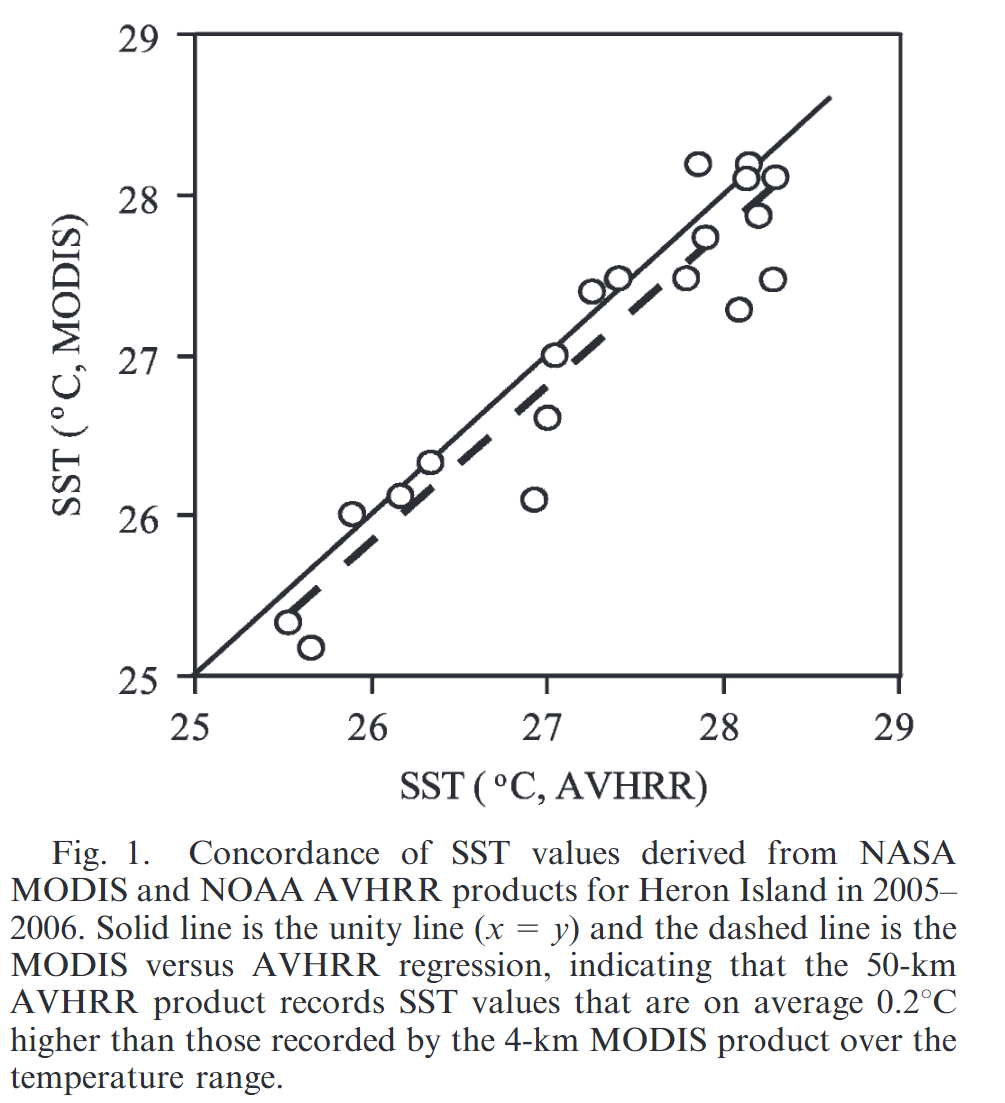 29
28
27
26
25
SST (°C, MODIS)
25 26 27 28 29
SST (°C, AVHRR)
Fig. 1. Concordance of SST values derived from NASA
MODIS and NOAA AVHRR products for Heron Island in 2005–
2006. Solid line is the unity line (x = y) and the dashed line is the
MODIS versus AVHRR regression, indicating that the 50-km
AVHRR product records SST values that are on average 0.2°C
higher than those recorded by the 4-km MODIS product over the
temperature range.